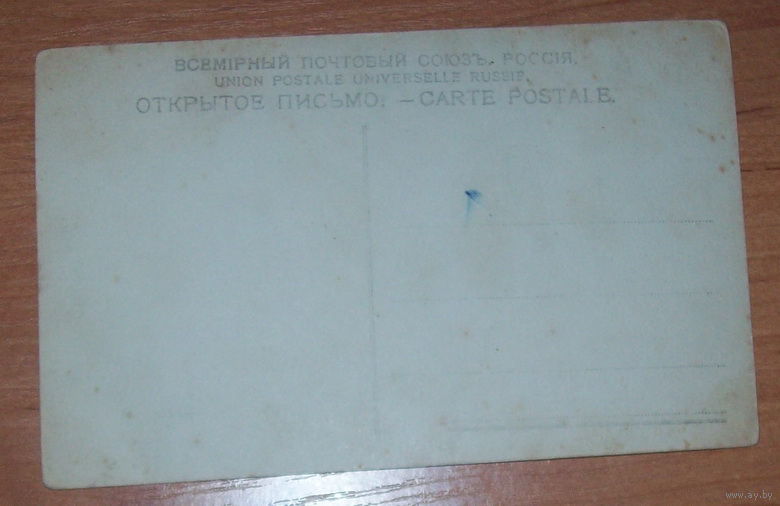 ВСЕМІРНЫЙ ПОЧТОВЫЙ СОЮЗЪ. РОССІЯ.
UNION POSTALE UNIVERSELLE RUSSIE.
ОТКРЫТОЕ ПИСЬМО. — CARTE POSTALE.
www.ay.by